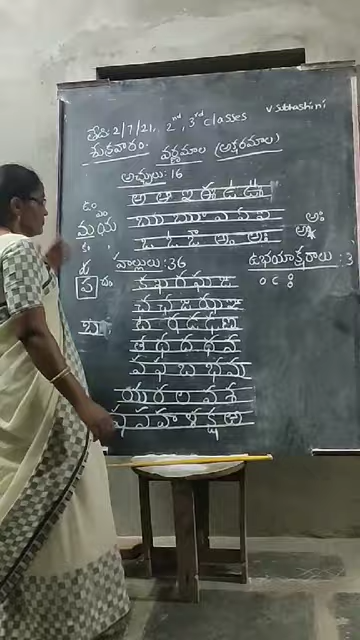 తేది: 2/7/21, 2nd, 3rd classes
V. Subhashini
శుక్రవారం.
వర్ణమాల (అక్షరమాల)
అచ్చులు: 16
అ ఆ ఇ ఈ ఉ ఊ
ఋ ౠ ఎ ఏ ఐ
ఒ ఓ ఔ అం అః
అః
హల్లులు: 36
ఉభయాక్షరాలు: 3
క ఖ గ ఘ ఙ
o c ః
చ ఛ జ ఝ ఞ
ట ఠ డ ఢ ణ
త థ ద ధ న
ప ఫ బ భ మ
య ర ల వ శ
ష స హ ళ క్ష ఱ